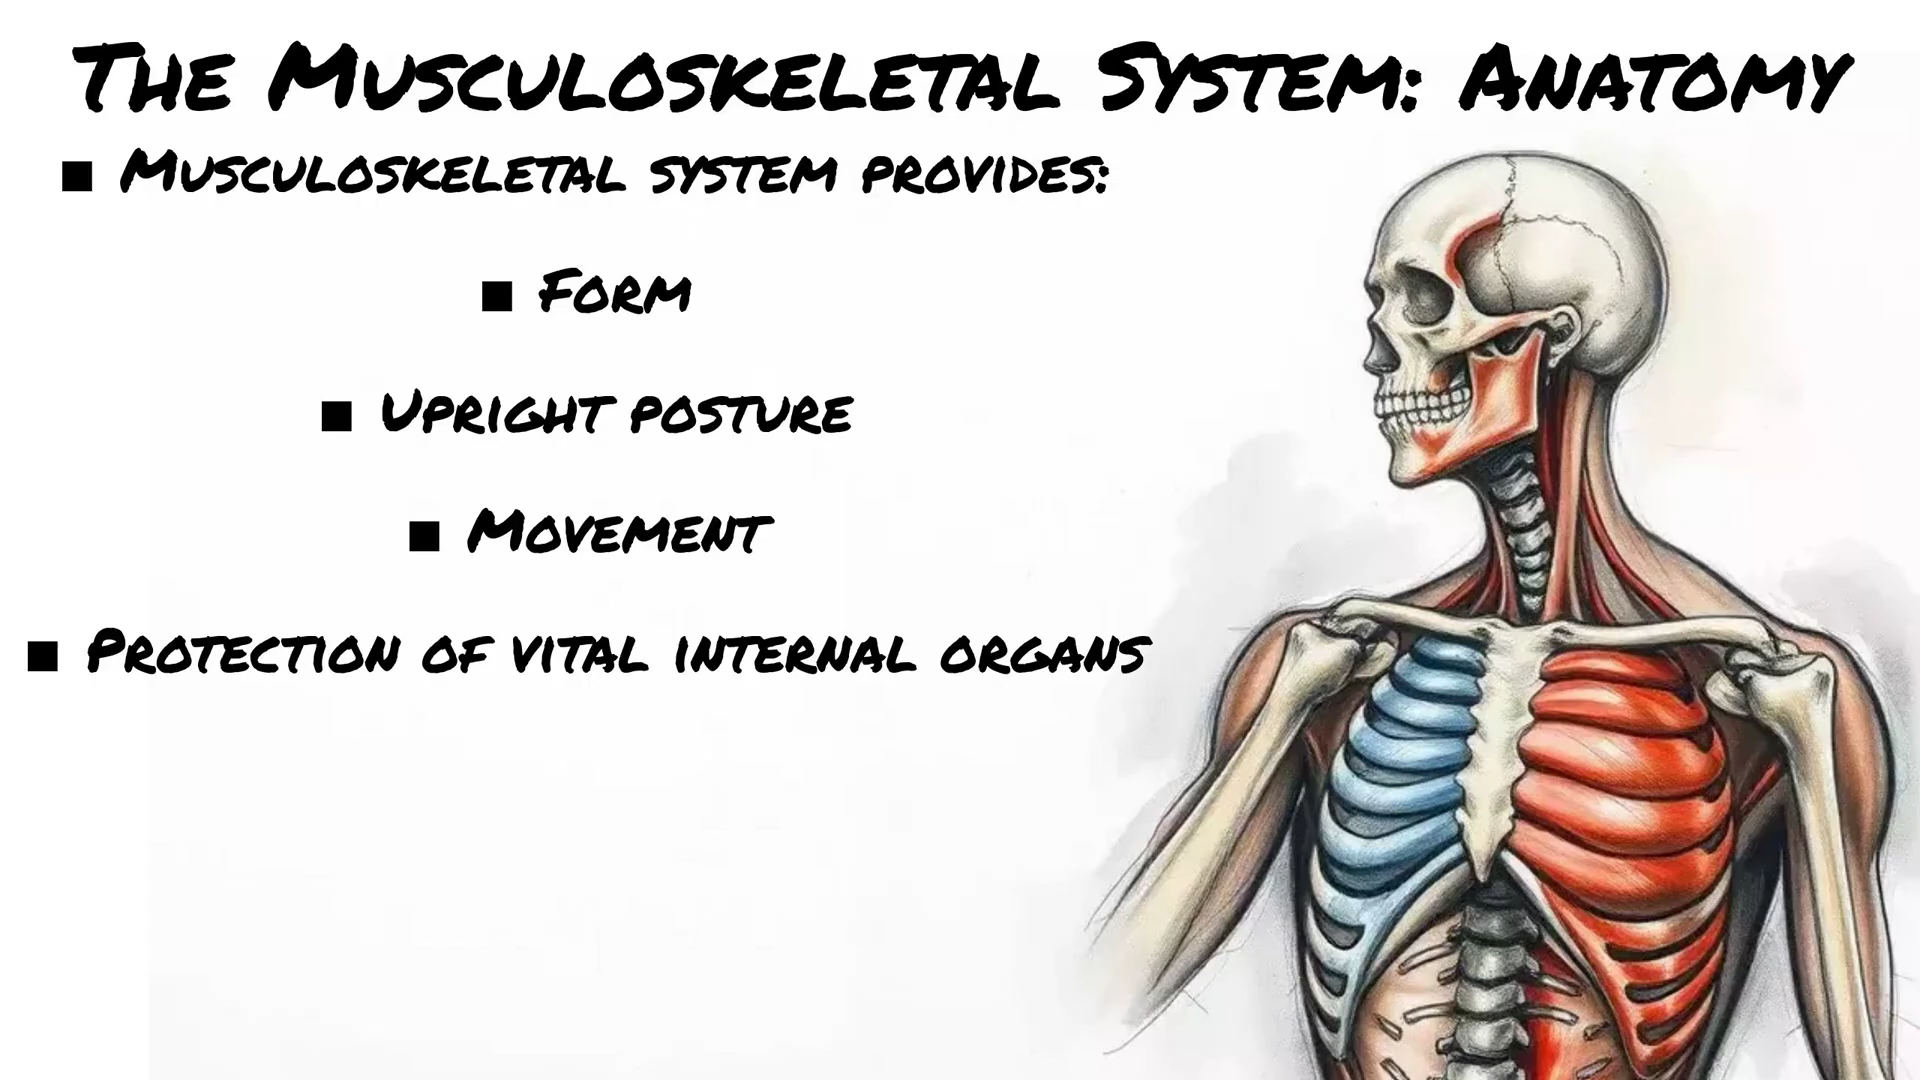 The Musculoskeletal System: Anatomy
■ Musculoskeletal system provides:
■ Form
■ Upright posture
■ Movement
■ Protection of vital internal organs